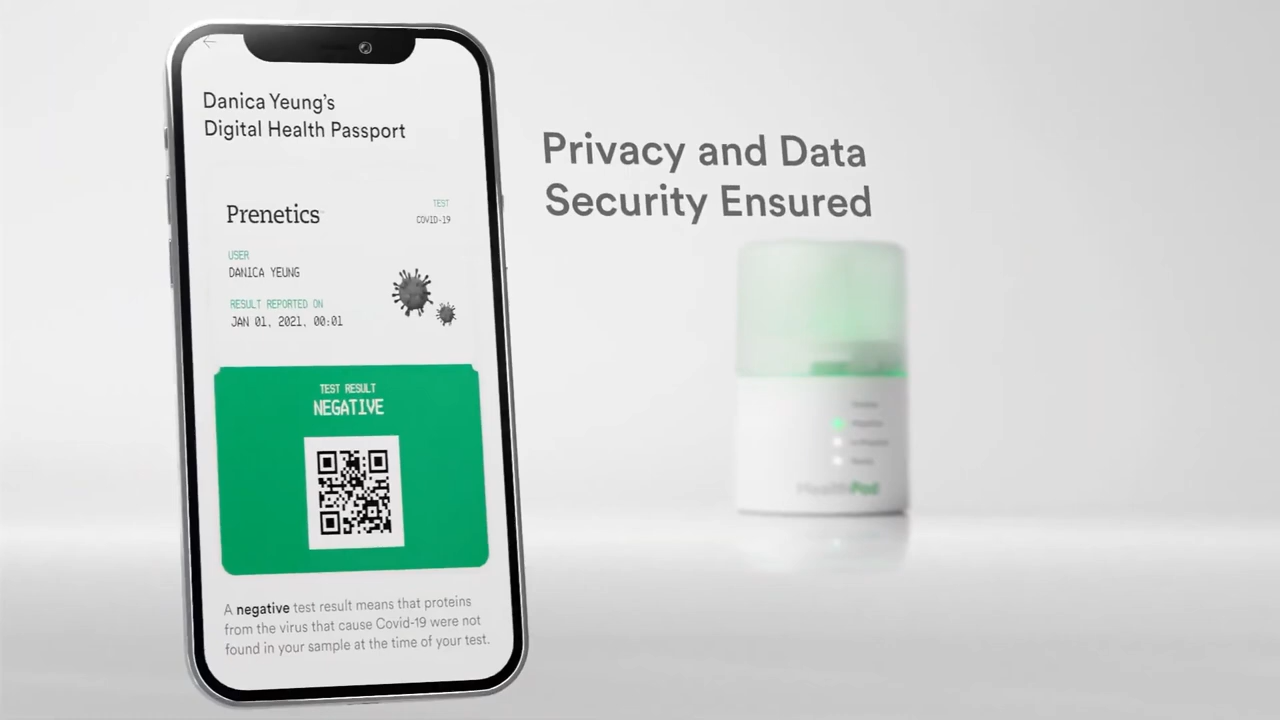 Danica Yeung's
Digital Health Passport
Prenetics
TEST
COVID-19
USER
DANICA YEUNG
RESULT REPORTED ON
JAN 01, 2021, 00:01
TEST RESULT
NEGATIVE
A negative test result means that proteins
from the virus that cause Covid-19 were not
found in your sample at the time of your test.
Privacy and Data
Security Ensured
HealthPod